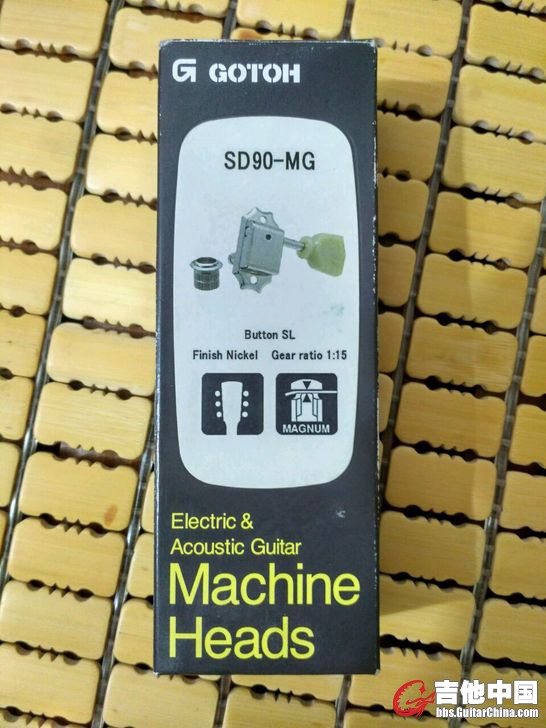 GOTOH
SD90-MG
Button SL
Finish Nickel Gear ratio 1:15
MAGNUM
Electric &
Acoustic Guitar
Machine
Heads
吉他中国
bbs.GuitarChina.com